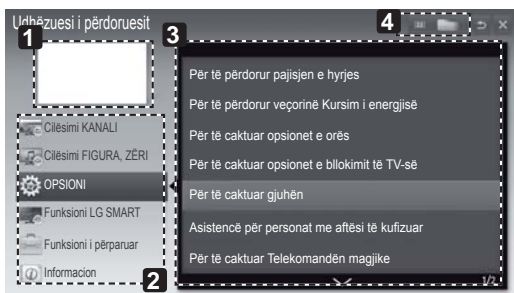 Udhëzuesi i përdoruesit
1
3
4
Cilësimi KANALI
Cilësimi FIGURA, ZËRI
OPSIONI
Funksioni LG SMART
Funksioni i përparuar
Informacion
2
Për të përdorur pajisjen e hyrjes
Për të përdorur veçorinë Kursim i energjisë
Për të caktuar opsionet e orës
Për të caktuar opsionet e bllokimit të TV-së
Për të caktuar gjuhën
Asistencë për personat me aftësi të kufizuar
Për të caktuar Telekomandën magjike
1/2